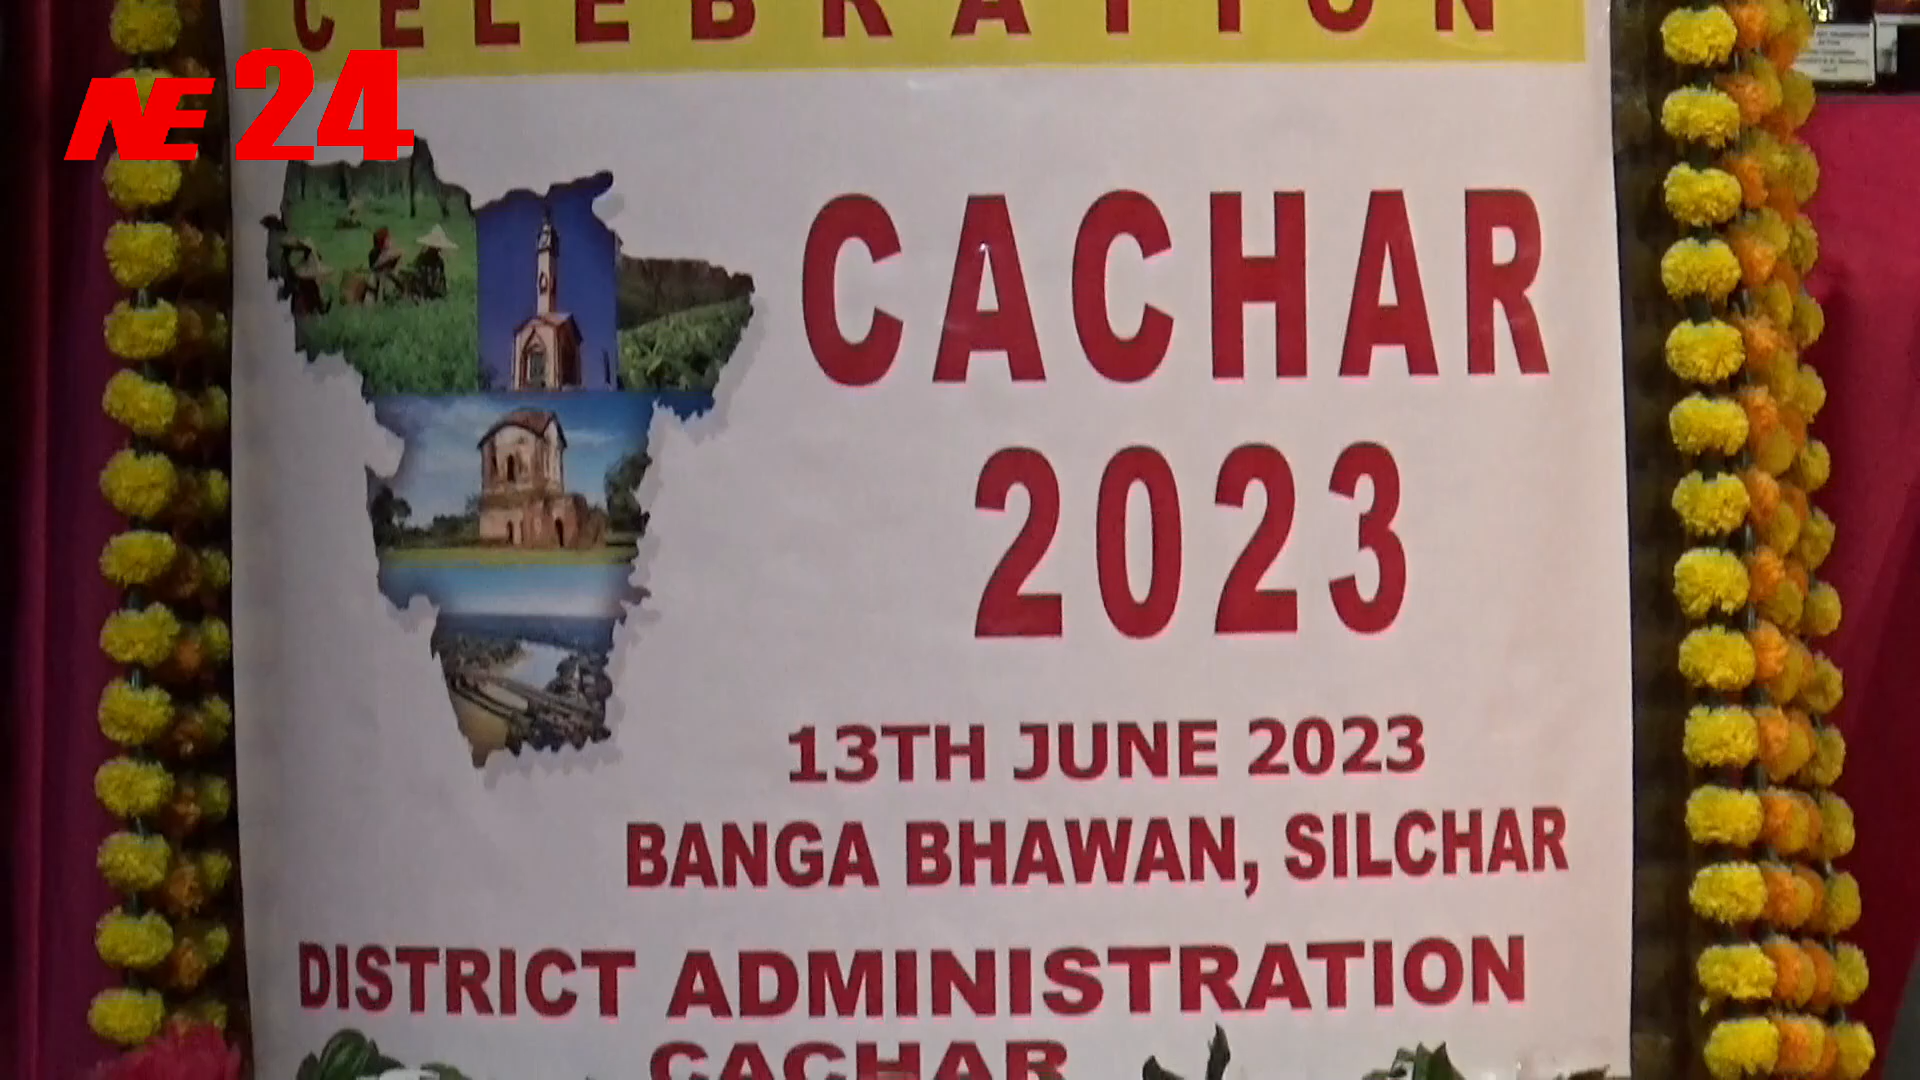 CELEBRATION
NE 24
CACHAR
2023
13TH JUNE 2023
BANGA BHAWAN, SILCHAR
DISTRICT ADMINISTRATION
CACHAR